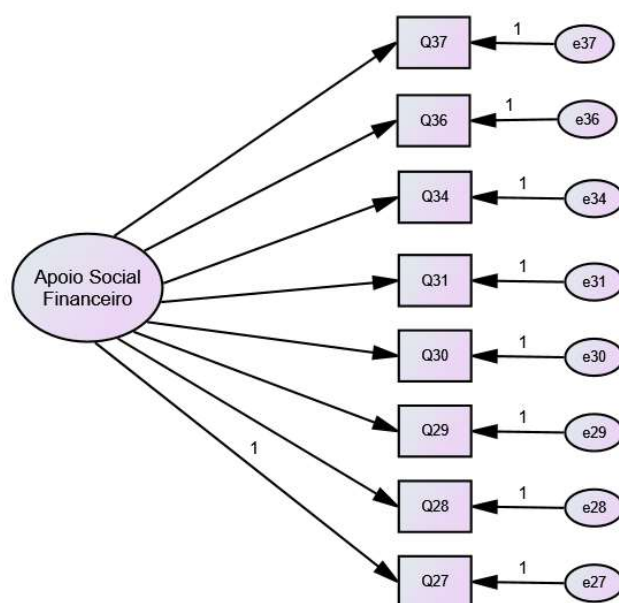 Q37
1
e37
Q36
1
e36
Q34
1
e34
Apoio Social
Financeiro
Q31
1
e31
Q30
1
e30
Q29
1
e29
1
Q28
1
e28
Q27
1
e27